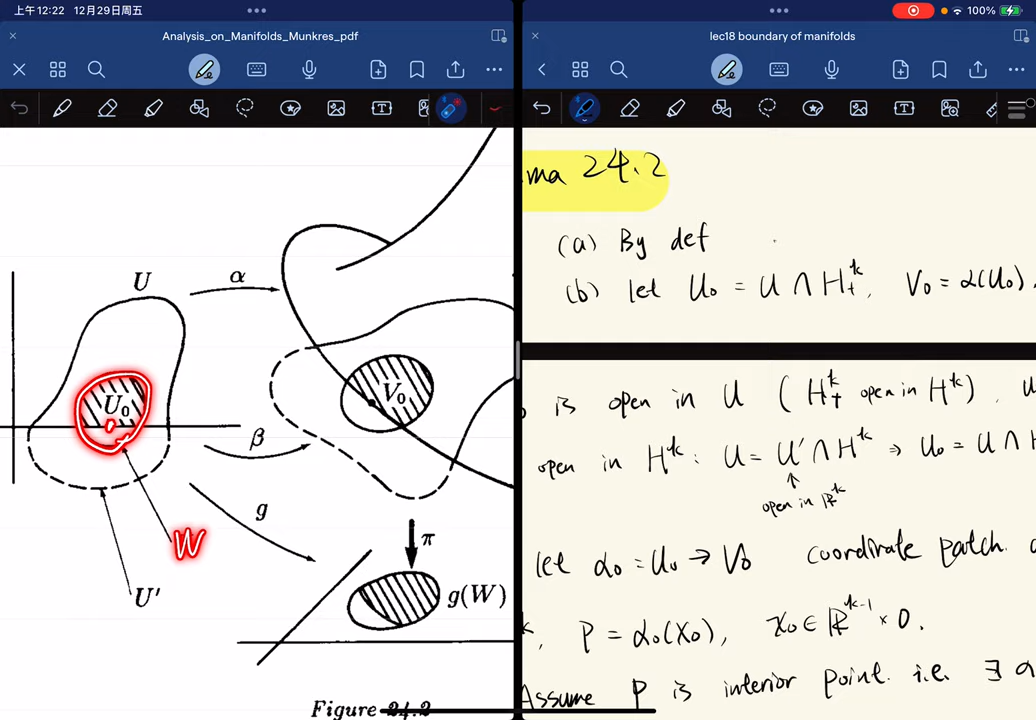 上午12:22 12月29日周五
100%
Analysis_on_Manifolds_Munkres_pdf
lec18 boundary of manifolds
U
α
U₀
V₀
β
W
g
π
g(W)
U'
Figure 24.2
ma 24.2
(a) By def
(b) let U₀ = U ∩ H₊ᵏ, V₀ = α(U₀).
is open in U (H₊ᵏ open in Hᵏ), U
open in Hᵏ: U = U' ∩ Hᵏ ⇒ U₀ = U ∩ H
↑
open in ℝᵏ
let α₀ = U₀ → V₀ coordinate patch.
P = α₀(x₀), x₀ ∈ ℝᵏ⁻¹ × 0.
Assume P is interior point. i.e. ∃